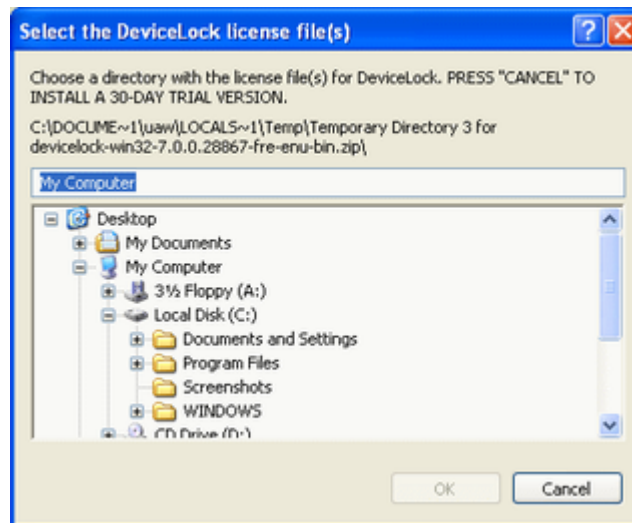 Select the DeviceLock license file(s)
Choose a directory with the license file(s) for DeviceLock. PRESS "CANCEL" TO
INSTALL A 30-DAY TRIAL VERSION.
C:\DOCUME~1\uaw\LOCALS~1\Temp\Temporary Directory 3 for
devicelock-win32-7.0.0.28867-fre-enu-bin.zip\
My Computer
Desktop
My Documents
My Computer
3½ Floppy (A:)
Local Disk (C:)
Documents and Settings
Program Files
Screenshots
WINDOWS
CD Drive (D:)
OK Cancel